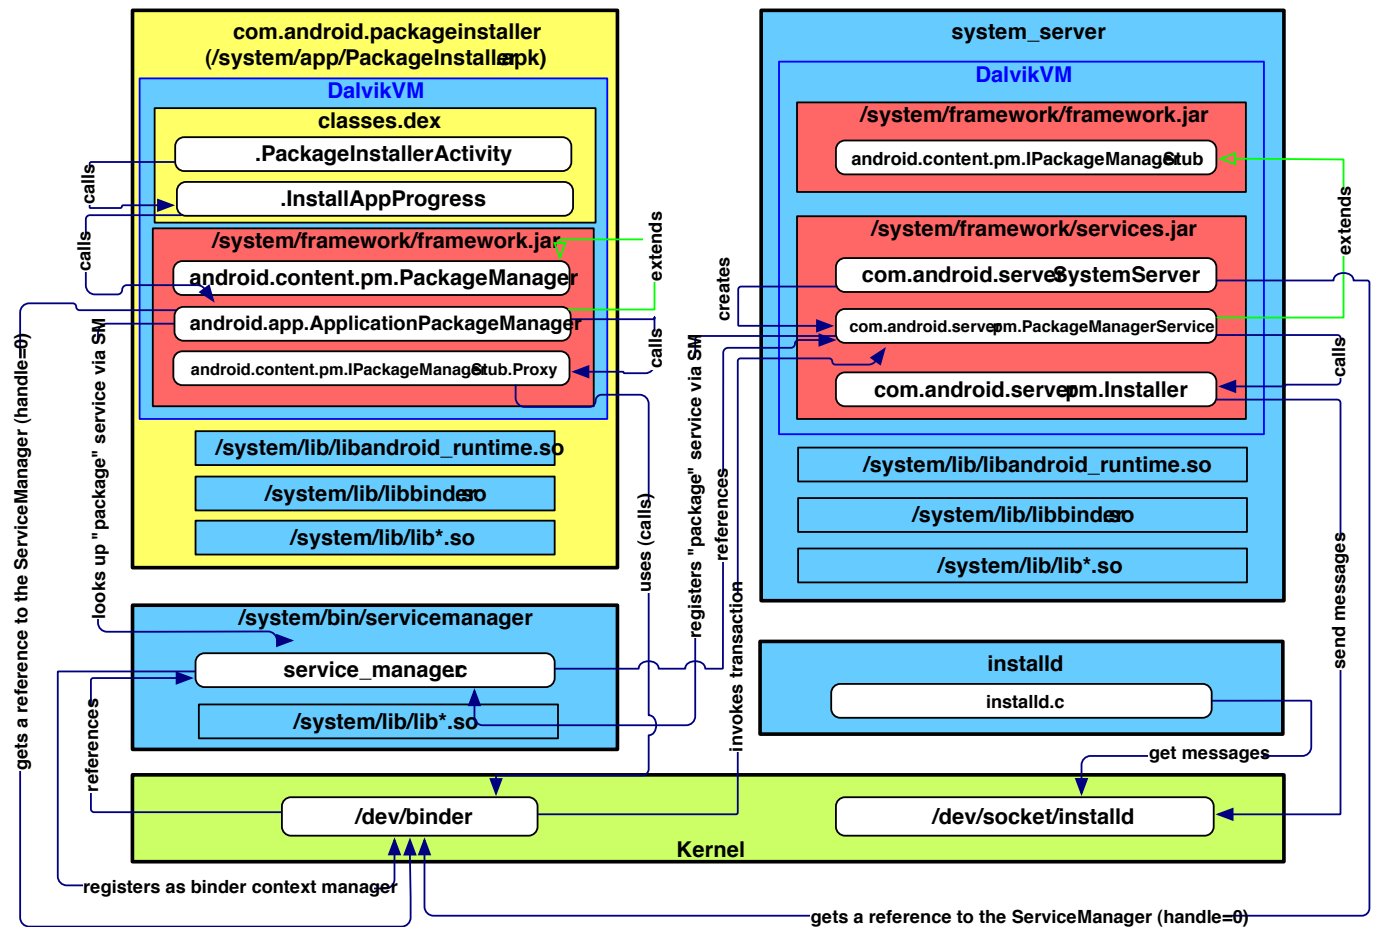 com.android.packageinstaller
(/system/app/PackageInstaller.apk)
DalvikVM
classes.dex
.PackageInstallerActivity
.InstallAppProgress
/system/framework/framework.jar
android.content.pm.PackageManager
android.app.ApplicationPackageManager
android.content.pm.IPackageManager.Stub.Proxy
/system/lib/libandroid_runtime.so
/system/lib/libbinder.so
/system/lib/lib*.so
calls
calls
extends
calls
looks up "package" service via SM
gets a reference to the ServiceManager (handle=0)
uses (calls)
system_server
DalvikVM
/system/framework/framework.jar
android.content.pm.IPackageManager.Stub
/system/framework/services.jar
com.android.server.SystemServer
com.android.server.pm.PackageManagerService
com.android.server.pm.Installer
/system/lib/libandroid_runtime.so
/system/lib/libbinder.so
/system/lib/lib*.so
creates
extends
calls
registers "package" service via SM
references
invokes transaction
send messages
/system/bin/servicemanager
service_manager.c
/system/lib/lib*.so
references
installd
installd.c
get messages
/dev/binder
/dev/socket/installd
Kernel
registers as binder context manager
gets a reference to the ServiceManager (handle=0)